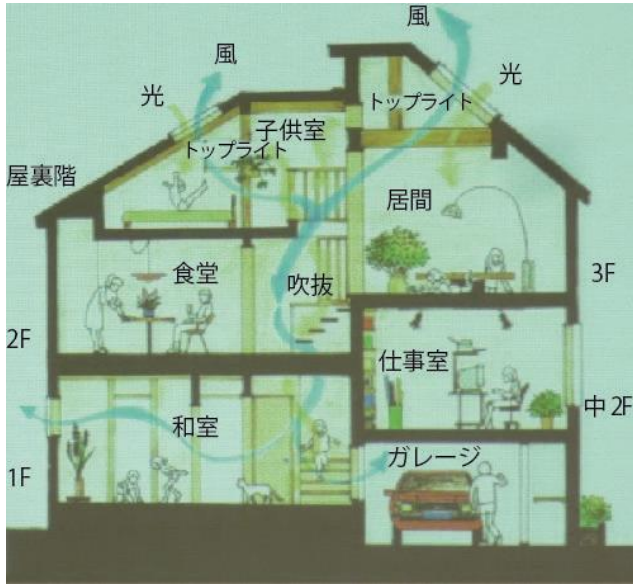 風
風
光
光
トップライト
子供室
トップライト
屋裏階
居間
食堂
吹抜
3F
2F
仕事室
中2F
和室
ガレージ
1F